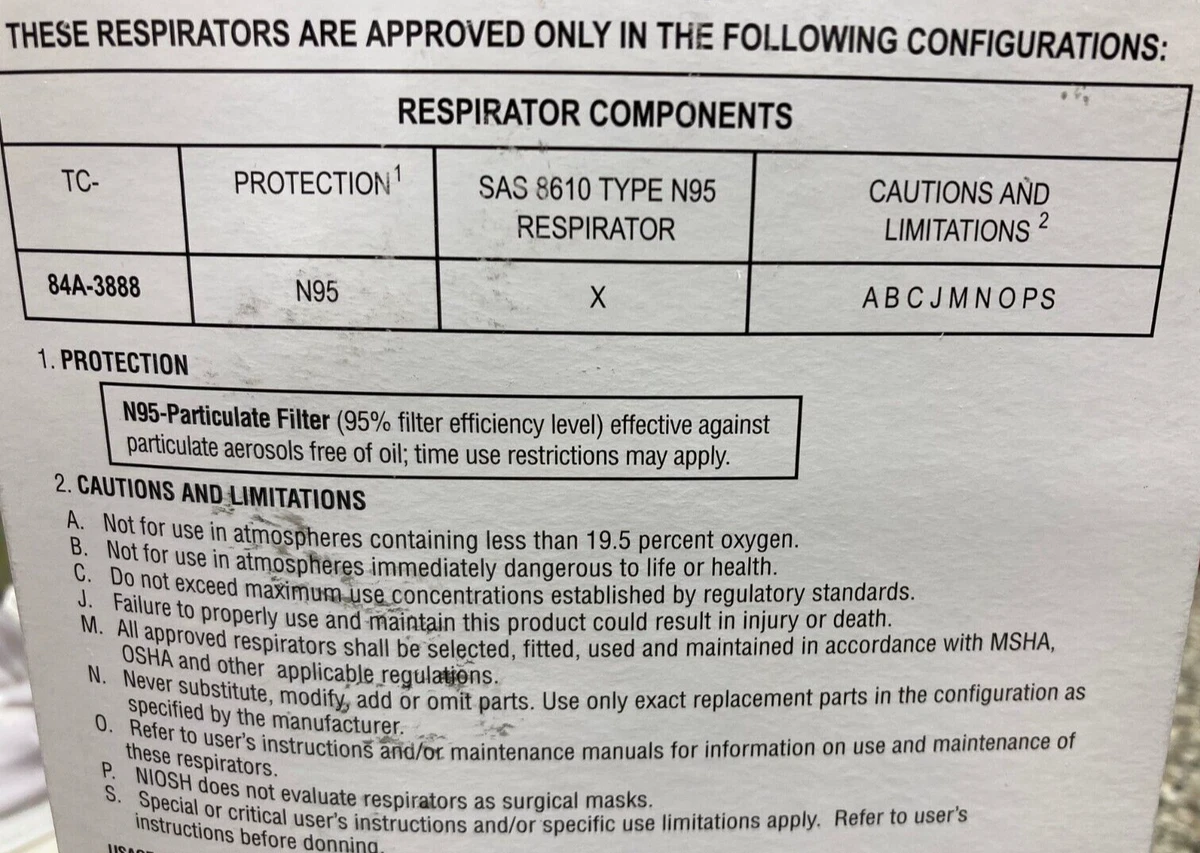 THESE RESPIRATORS ARE APPROVED ONLY IN THE FOLLOWING CONFIGURATIONS:
RESPIRATOR COMPONENTS
TC-
PROTECTION 1
SAS 8610 TYPE N95
RESPIRATOR
CAUTIONS AND
LIMITATIONS 2
84A-3888
N95
X
A B C J M N O P S
1. PROTECTION
N95-Particulate Filter (95% filter efficiency level) effective against
particulate aerosols free of oil; time use restrictions may apply.
2. CAUTIONS AND LIMITATIONS
A. Not for use in atmospheres containing less than 19.5 percent oxygen.
B. Not for use in atmospheres immediately dangerous to life or health.
C. Do not exceed maximum use concentrations established by regulatory standards.
J. Failure to properly use and maintain this product could result in injury or death.
M. All approved respirators shall be selected, fitted, used and maintained in accordance with MSHA,
OSHA and other applicable regulations.
N. Never substitute, modify, add or omit parts. Use only exact replacement parts in the configuration as
specified by the manufacturer.
O. Refer to user's instructions and/or maintenance manuals for information on use and maintenance of
these respirators.
P. NIOSH does not evaluate respirators as surgical masks.
S. Special or critical user's instructions and/or specific use limitations apply. Refer to user's
instructions before donning.